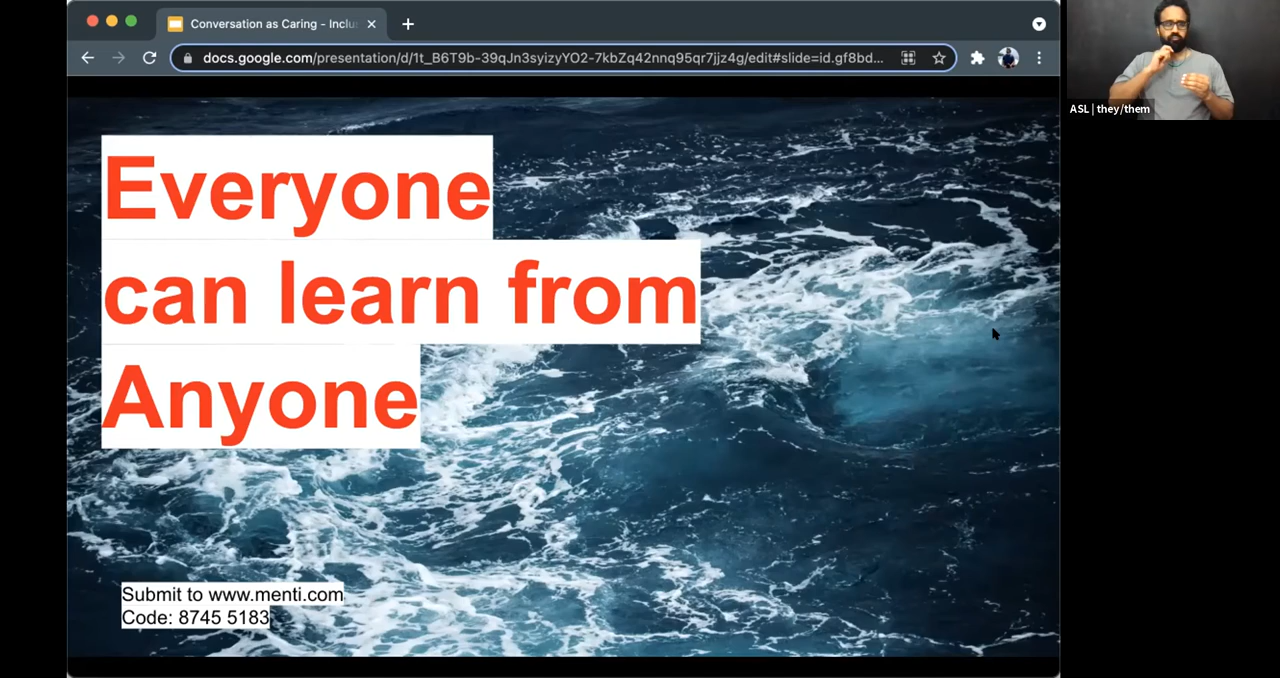 Conversation as Caring - Inclu
docs.google.com/presentation/d/1t_B6T9b-39qJn3syizyYO2-7kbZq42nnq95qr7jjz4g/edit#slide=id.gf8bd...
ASL | they/them
Everyone
can learn from
Anyone
Submit to www.menti.com
Code: 8745 5183